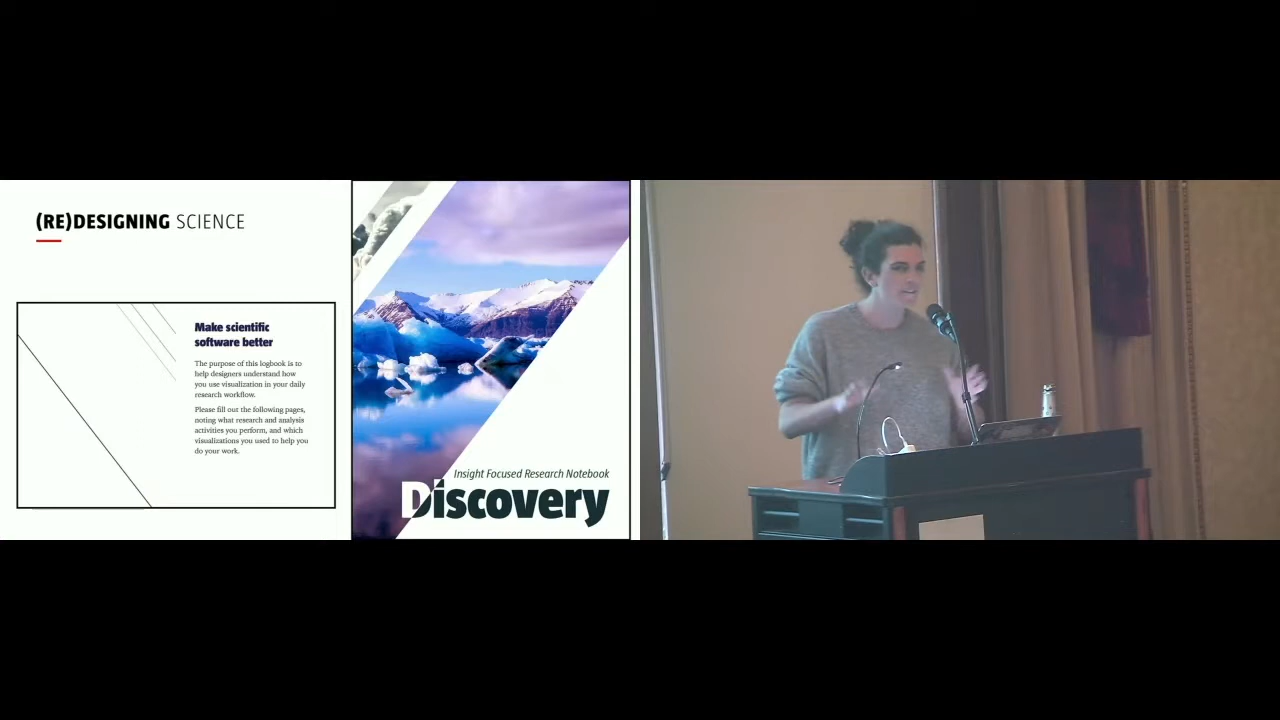 (RE)DESIGNING SCIENCE
Make scientific
software better
The purpose of this logbook is to
help designers understand how
you use visualization in your daily
research workflow.
Please fill out the following pages,
noting what research and analysis
activities you perform, and which
visualizations you used to help you
do your work.
Insight Focused Research Notebook
Discovery